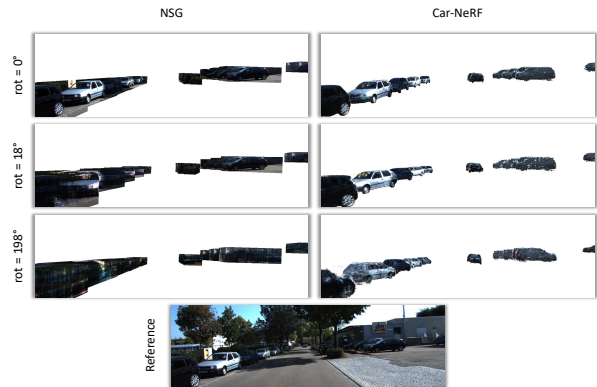 NSG Car-NeRF
rot = 0°
rot = 18°
rot = 198°
Reference